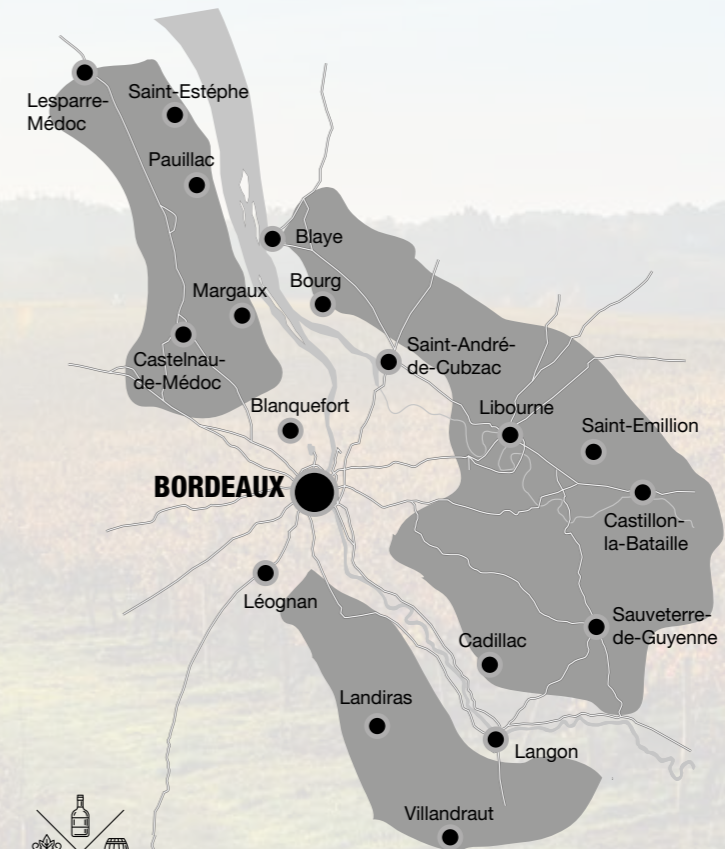 Lesparre-
Médoc
Saint-Estéphe
Pauillac
Blaye
Bourg
Margaux
Castelnau-
de-Médoc
Saint-André-
de-Cubzac
Blanquefort
Libourne
Saint-Emillion
BORDEAUX
Castillon-
la-Bataille
Léognan
Sauveterre-
de-Guyenne
Cadillac
Landiras
Langon
Villandraut